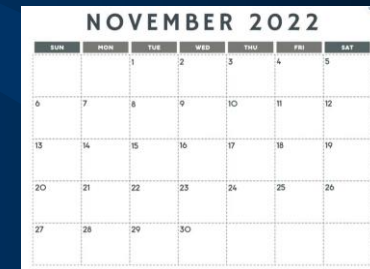 NOVEMBER 2022
SUN MON TUE WED THU FRI SAT
1 2 3 4 5
6 7 8 9 10 11 12
13 14 15 16 17 18 19
20 21 22 23 24 25 26
27 28 29 30